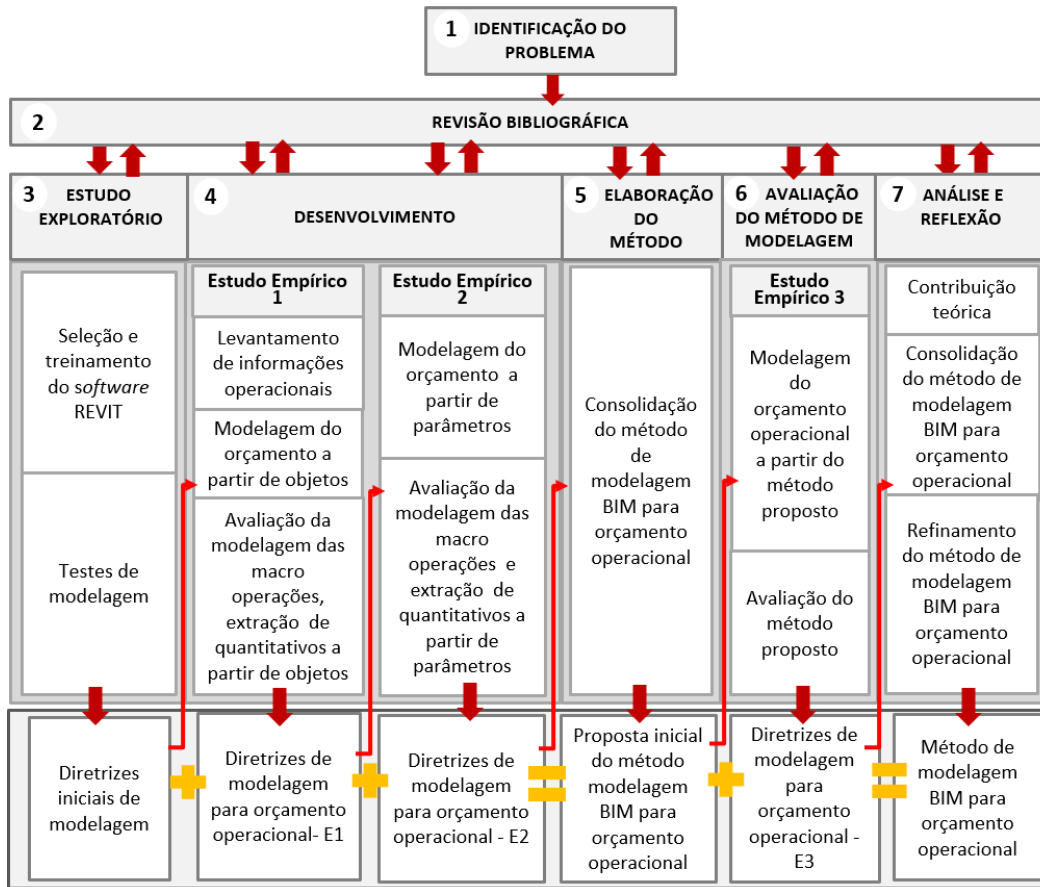 1
IDENTIFICAÇÃO DO
PROBLEMA
2
REVISÃO BIBLIOGRÁFICA
3
ESTUDO
EXPLORATÓRIO
4
DESENVOLVIMENTO
5
ELABORAÇÃO
DO
MÉTODO
6
AVALIAÇÃO
DO MÉTODO DE
MODELAGEM
7
ANÁLISE E
REFLEXÃO
Seleção e
treinamento
do software
REVIT
Testes de
modelagem
Estudo Empírico
1
Levantamento
de informações
operacionais
Modelagem do
orçamento a
partir de objetos
Avaliação da
modelagem das
macro
operações,
extração de
quantitativos a
partir de objetos
Estudo Empírico
2
Modelagem do
orçamento a
partir de
parâmetros
Avaliação da
modelagem das
macro
operações e
extração de
quantitativos a
partir de
parâmetros
Consolidação
do método
de
modelagem
BIM para
orçamento
operacional
Estudo
Empírico 3
Modelagem
do
orçamento
operacional
a partir do
método
proposto
Avaliação do
método
proposto
Contribuição
teórica
Consolidação
do método de
modelagem
BIM para
orçamento
operacional
Refinamento
do método de
modelagem
BIM para
orçamento
operacional
Diretrizes
iniciais de
modelagem
Diretrizes de
modelagem
para orçamento
operacional- E1
Diretrizes de
modelagem
para orçamento
operacional - E2
Proposta inicial
do método
modelagem
BIM para
orçamento
operacional
Diretrizes de
modelagem
para
orçamento
operacional -
E3
Método de
modelagem
BIM para
orçamento
operacional